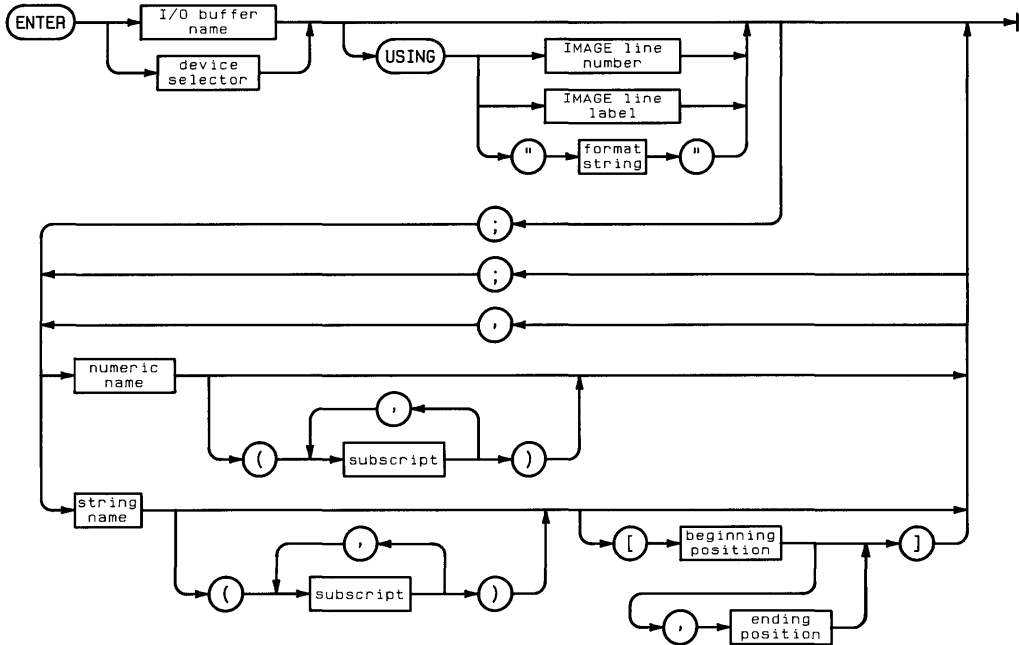 ENTER
I/O buffer
name
device
selector
USING
IMAGE line
number
IMAGE line
label
"
format
string
"
;
;
,
numeric
name
(
,
subscript
)
string
name
(
,
subscript
)
[
beginning
position
]
,
ending
position